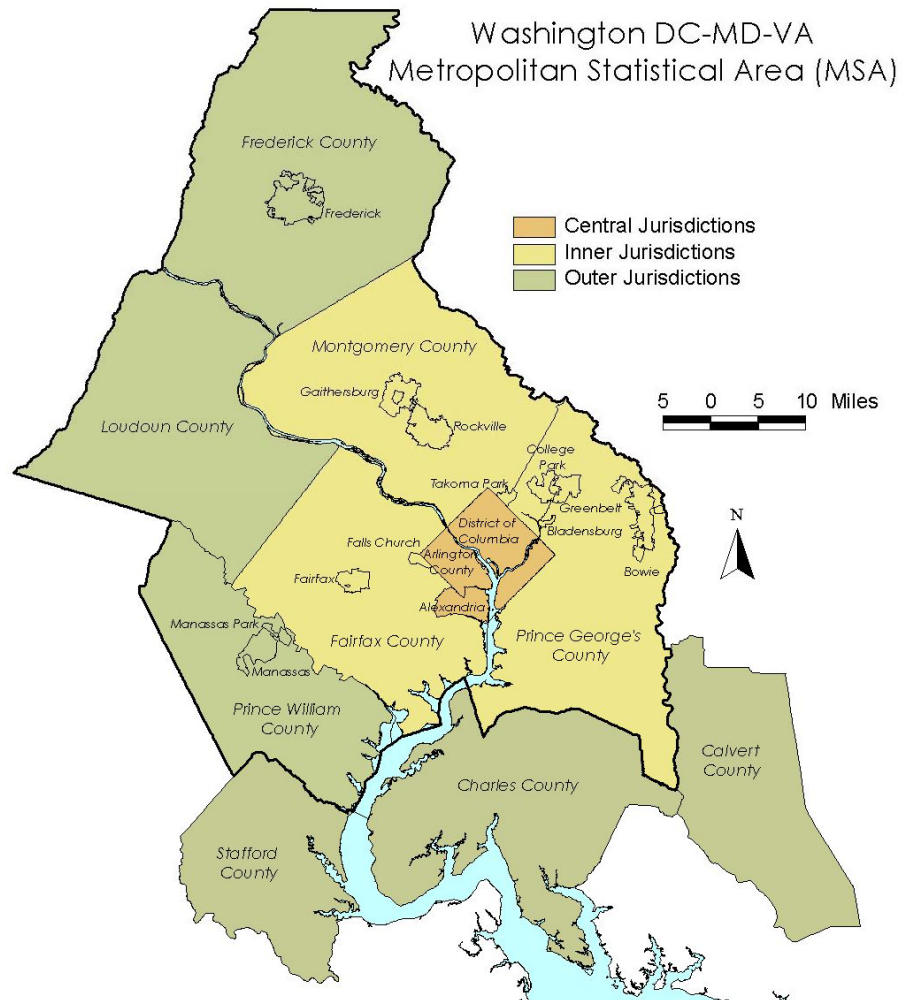 Washington DC-MD-VA
Metropolitan Statistical Area (MSA)
Frederick County
Frederick
Central Jurisdictions
Inner Jurisdictions
Outer Jurisdictions
Montgomery County
Gaithersburg
Rockville
5 0 5 10 Miles
Loudoun County
College
Park
Takoma Park
Greenbelt
District of
Columbia
Bladensburg
N
Falls Church
Arlington
County
Bowie
Fairfax
Alexandria
Manassas Park
Fairfax County
Prince George's
County
Manassas
Prince William
County
Calvert
County
Charles County
Stafford
County